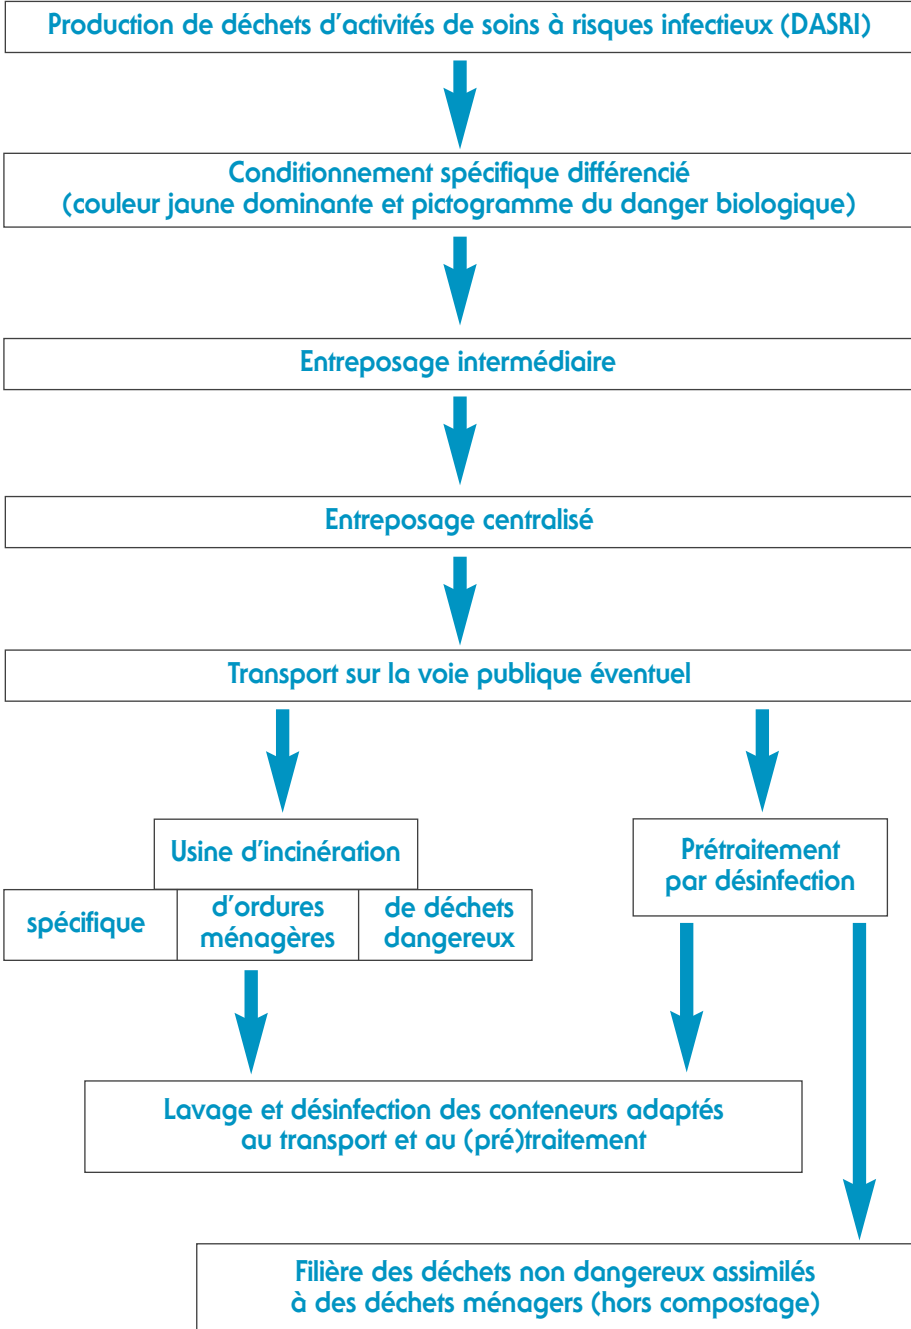 Production de déchets d'activités de soins à risques infectieux (DASRI)
Conditionnement spécifique différencié
(couleur jaune dominante et pictogramme du danger biologique)
Entreposage intermédiaire
Entreposage centralisé
Transport sur la voie publique éventuel
Usine d'incinération
spécifique
d'ordures
ménagères
de déchets
dangereux
Prétraitement
par désinfection
Lavage et désinfection des conteneurs adaptés
au transport et au (pré)traitement
Filière des déchets non dangereux assimilés
à des déchets ménagers (hors compostage)